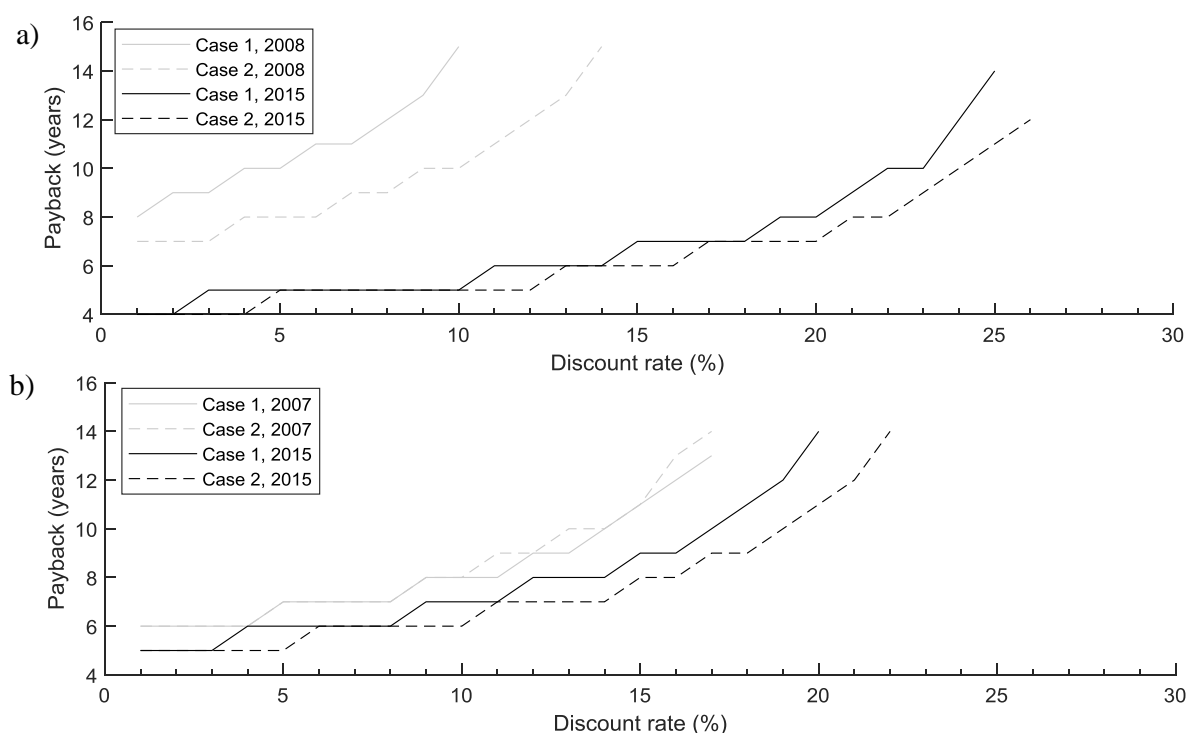 a)
16
14
12
10
8
6
4
Payback (years)
Case 1, 2008
Case 2, 2008
Case 1, 2015
Case 2, 2015
0 5 10 15 20 25 30
Discount rate (%)
b)
16
14
12
10
8
6
4
Payback (years)
Case 1, 2007
Case 2, 2007
Case 1, 2015
Case 2, 2015
0 5 10 15 20 25 30
Discount rate (%)